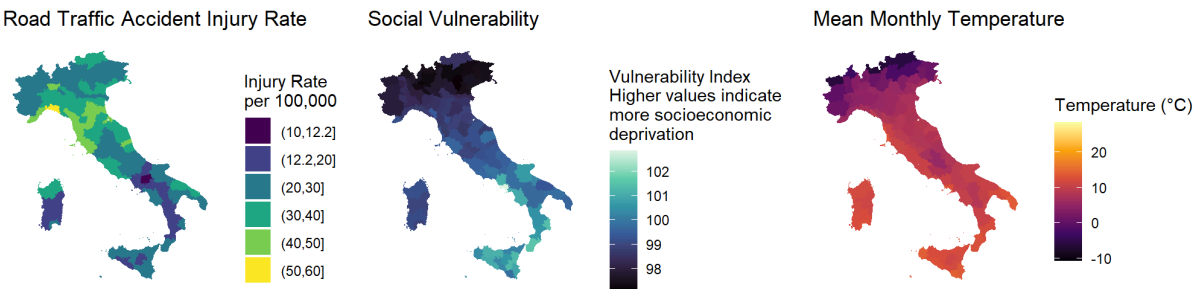 Road Traffic Accident Injury Rate
Injury Rate
per 100,000
(10,12.2]
(12.2,20]
(20,30]
(30,40]
(40,50]
(50,60]
Social Vulnerability
Vulnerability Index
Higher values indicate
more socioeconomic
deprivation
102
101
100
99
98
Mean Monthly Temperature
Temperature (°C)
20
10
0
-10